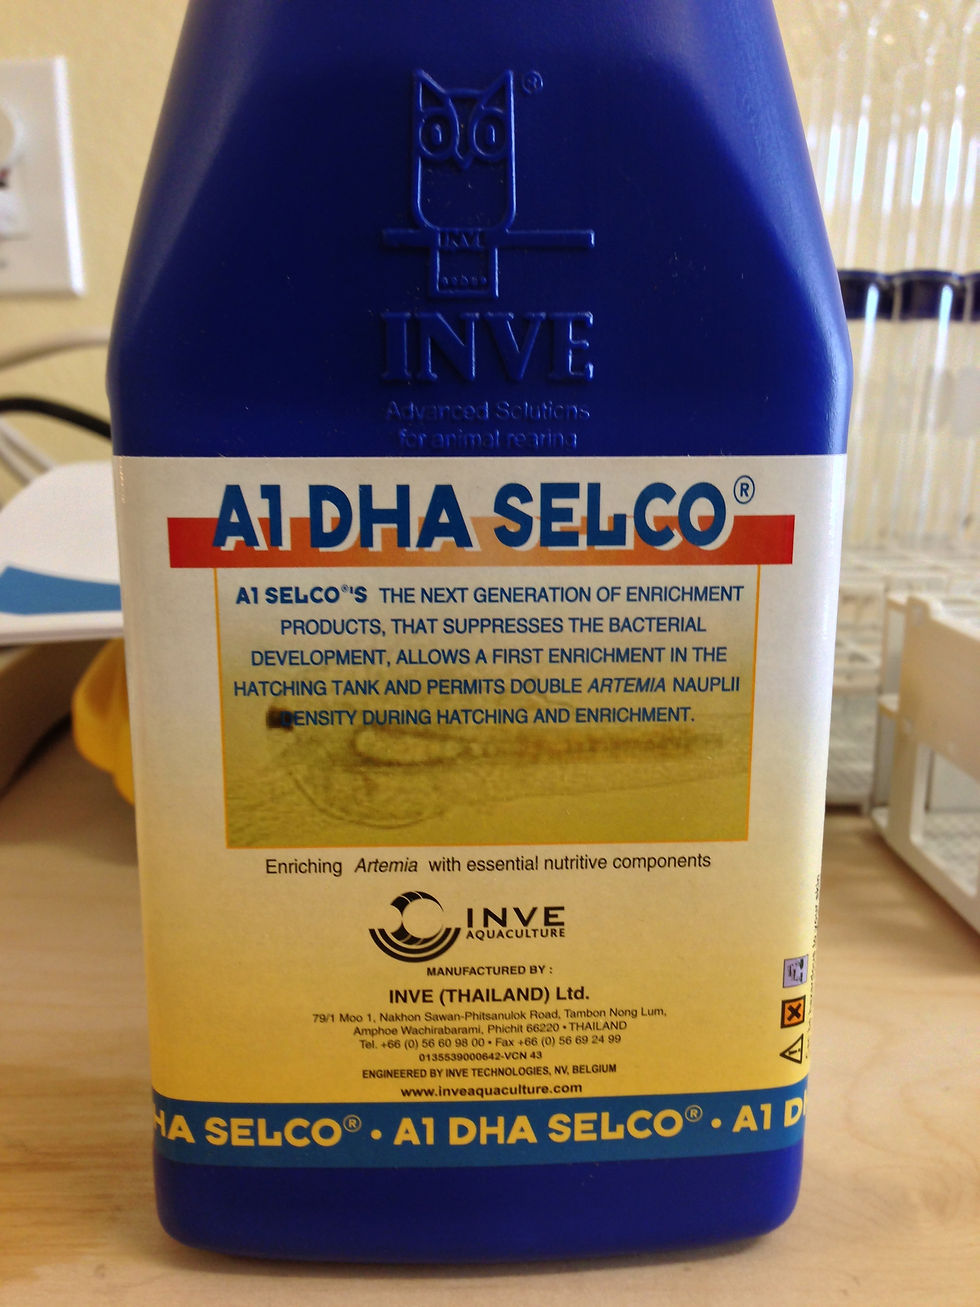 ®
INVE
INVE
Advanced Solutions
for animal rearing
A1 DHA SELCO®
A1 SELCO®'S THE NEXT GENERATION OF ENRICHMENT
PRODUCTS, THAT SUPPRESSES THE BACTERIAL
DEVELOPMENT, ALLOWS A FIRST ENRICHMENT IN THE
HATCHING TANK AND PERMITS DOUBLE ARTEMIA NAUPLII
DENSITY DURING HATCHING AND ENRICHMENT.
Enriching Artemia with essential nutritive components
INVE
AQUACULTURE
MANUFACTURED BY :
INVE (THAILAND) Ltd.
79/1 Moo 1, Nakhon Sawan-Phitsanulok Road, Tambon Nong Lum,
Amphoe Wachirabarami, Phichit 66220 • THAILAND
Tel. +66 (0) 56 60 98 00 • Fax +66 (0) 56 69 24 99
0135539000642-VCN 43
ENGINEERED BY INVE TECHNOLOGIES, NV, BELGIUM
www.inveaquaculture.com
HA SELCO® • A1 DHA SELCO® • A1 D